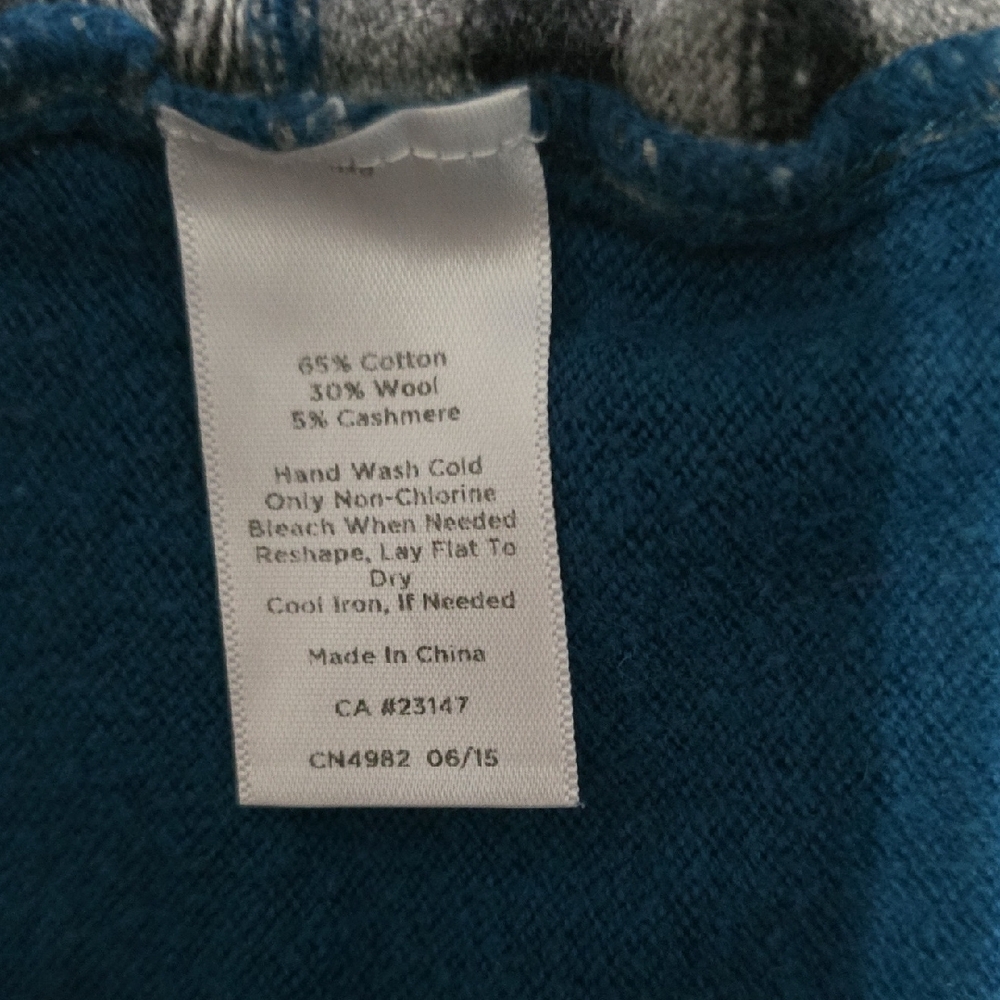 65% Cotton
30% Wool
5% Cashmere
Hand Wash Cold
Only Non-Chlorine
Bleach When Needed
Reshape, Lay Flat To
Dry
Cool Iron, If Needed
Made In China
CA #23147
CN4982 06/15